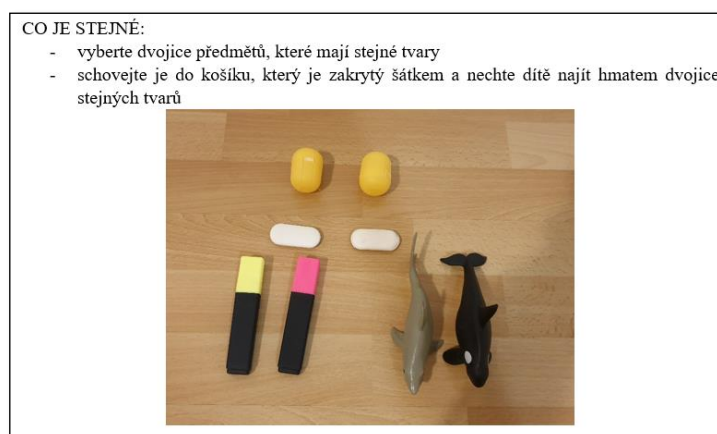 CO JE STEJNÉ:
- vyberte dvojice předmětů, které mají stejné tvary
- schovejte je do košíku, který je zakrytý šátkem a nechte dítě najít hmatem dvojice
stejných tvarů